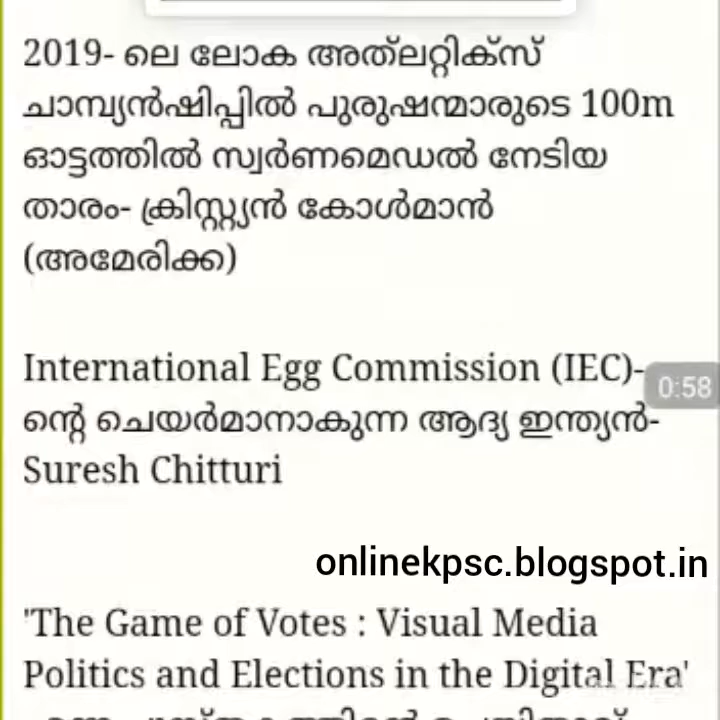 2019- ലെ ലോക അത്‌ലറ്റിക്സ്
ചാമ്പ്യൻഷിപ്പിൽ പുരുഷന്മാരുടെ 100m
ഓട്ടത്തിൽ സ്വർണമെഡൽ നേടിയ
താരം- ക്രിസ്റ്റ്യൻ കോൾമാൻ
(അമേരിക്ക)
International Egg Commission (IEC)-
0:58
ന്റെ ചെയർമാനാകുന്ന ആദ്യ ഇന്ത്യൻ-
Suresh Chitturi
onlinekpsc.blogspot.in
'The Game of Votes : Visual Media
Politics and Elections in the Digital Era'